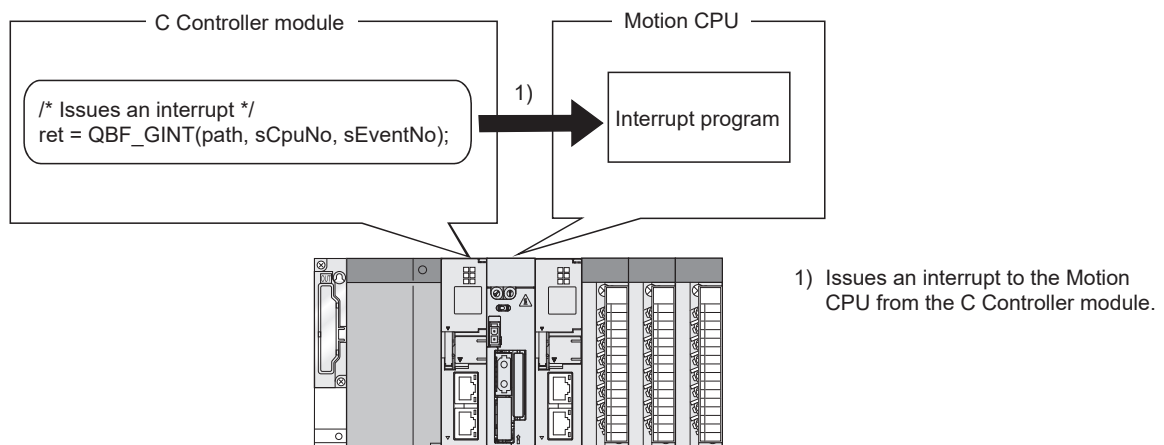 C Controller module
Motion CPU
/* Issues an interrupt */
ret = QBF_GINT(path, sCpuNo, sEventNo);
1)
Interrupt program
1) Issues an interrupt to the Motion
CPU from the C Controller module.